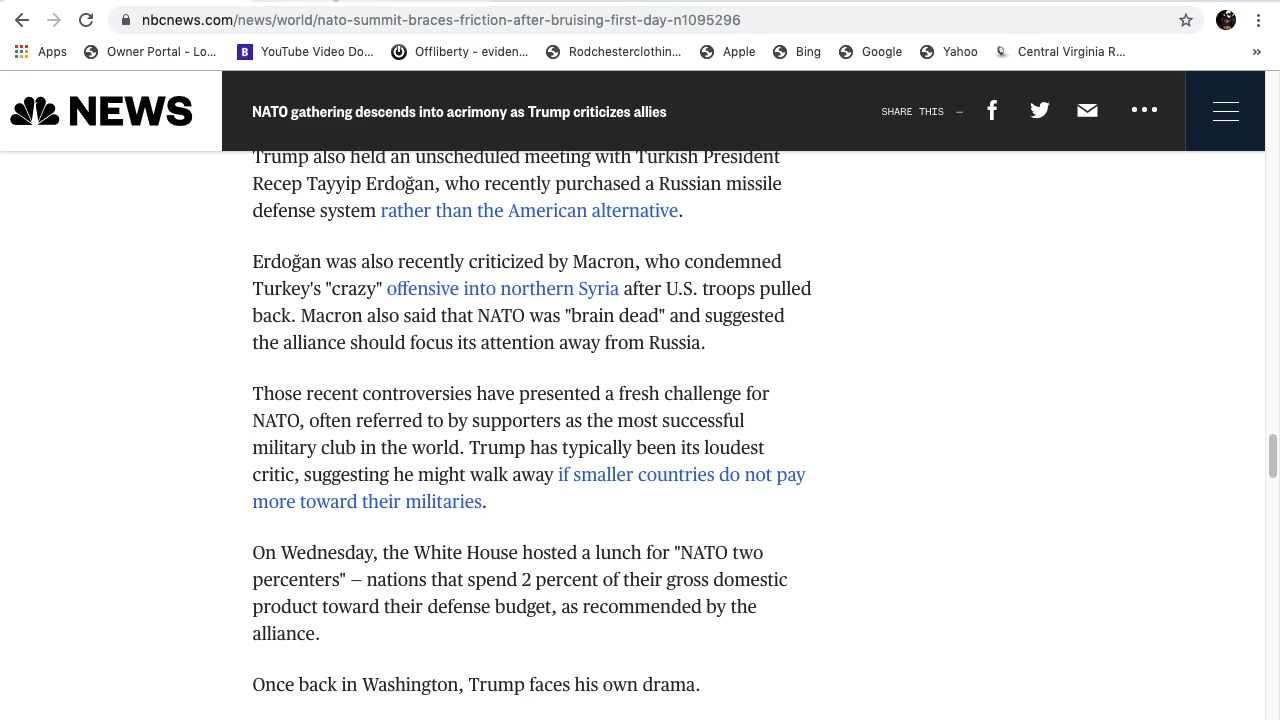 nbcnews.com/news/world/nato-summit-braces-friction-after-bruising-first-day-n1095296
Apps
Owner Portal - Lo...
B
YouTube Video Do...
Offliberty - eviden...
Rodchesterclothin...
Apple
Bing
Google
Yahoo
Central Virginia R...
»
NEWS
NATO gathering descends into acrimony as Trump criticizes allies
SHARE THIS –
Trump also held an unscheduled meeting with Turkish President
Recep Tayyip Erdoğan, who recently purchased a Russian missile
defense system rather than the American alternative.
Erdoğan was also recently criticized by Macron, who condemned
Turkey's "crazy" offensive into northern Syria after U.S. troops pulled
back. Macron also said that NATO was "brain dead" and suggested
the alliance should focus its attention away from Russia.
Those recent controversies have presented a fresh challenge for
NATO, often referred to by supporters as the most successful
military club in the world. Trump has typically been its loudest
critic, suggesting he might walk away if smaller countries do not pay
more toward their militaries.
On Wednesday, the White House hosted a lunch for "NATO two
percenters" — nations that spend 2 percent of their gross domestic
product toward their defense budget, as recommended by the
alliance.
Once back in Washington, Trump faces his own drama.